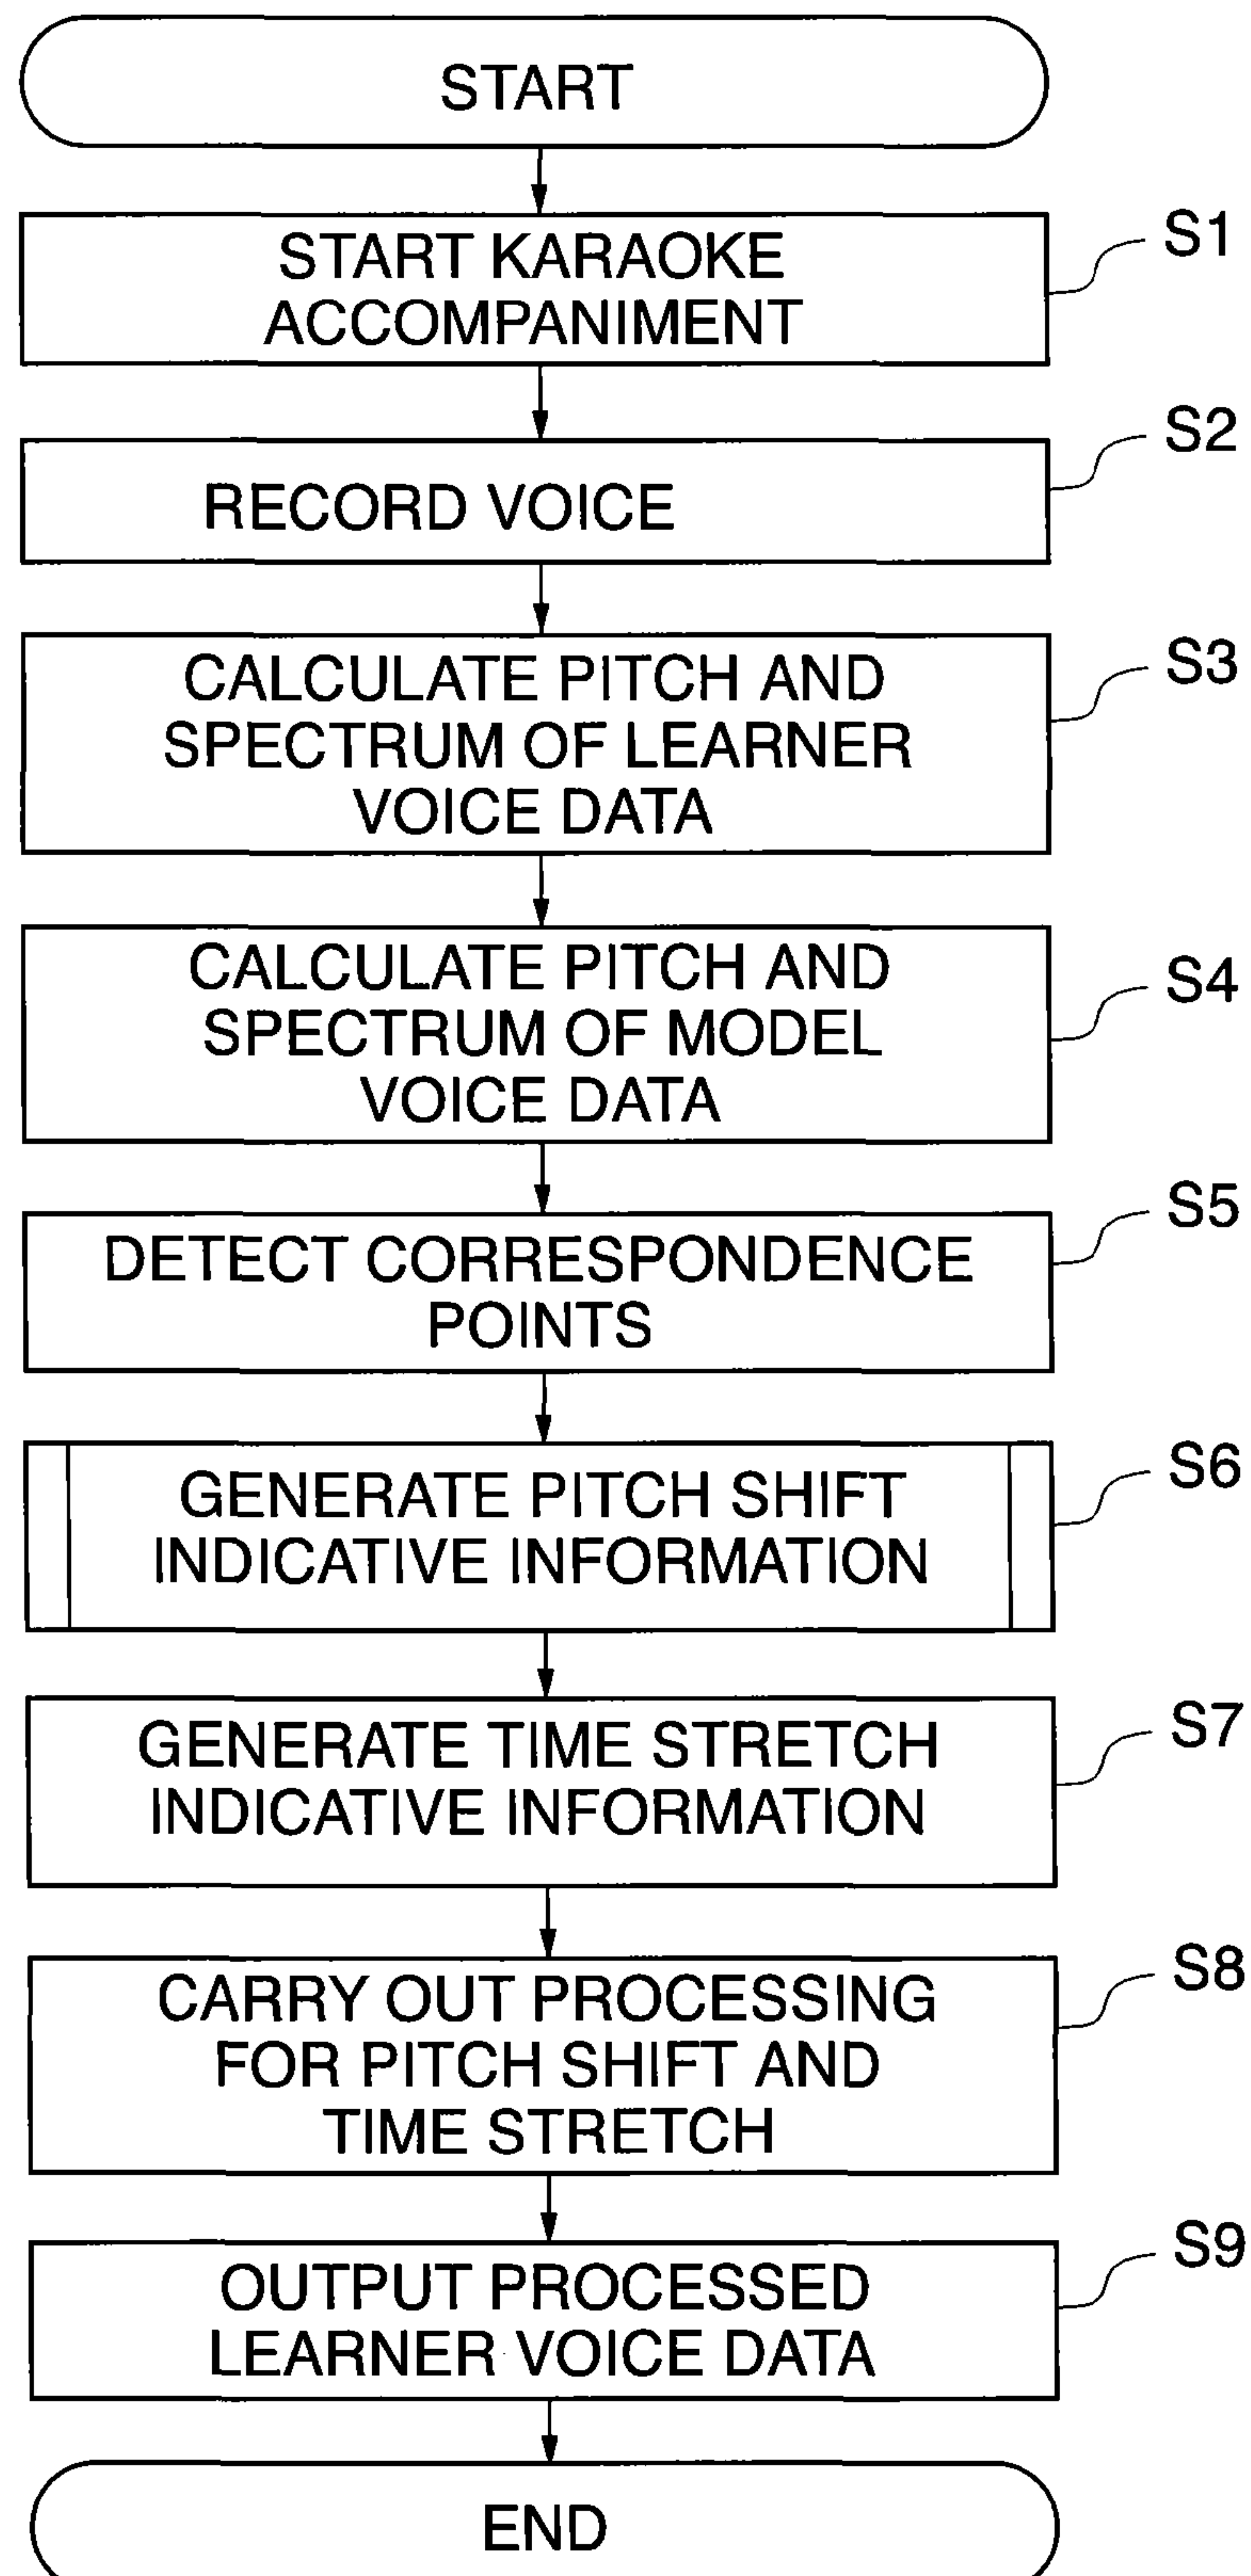 START
START KARAOKE
ACCOMPANIMENT
S1
RECORD VOICE
S2
CALCULATE PITCH AND
SPECTRUM OF LEARNER
VOICE DATA
S3
CALCULATE PITCH AND
SPECTRUM OF MODEL
VOICE DATA
S4
DETECT CORRESPONDENCE
POINTS
S5
GENERATE PITCH SHIFT
INDICATIVE INFORMATION
S6
GENERATE TIME STRETCH
INDICATIVE INFORMATION
S7
CARRY OUT PROCESSING
FOR PITCH SHIFT AND
TIME STRETCH
S8
OUTPUT PROCESSED
LEARNER VOICE DATA
S9
END